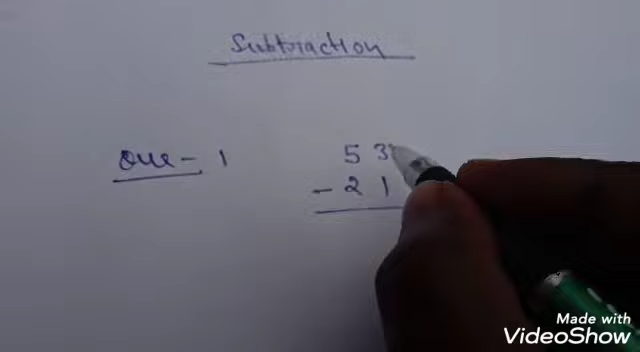 Subtraction
Que - 1
5 3
- 2 1
Made with
VideoShow